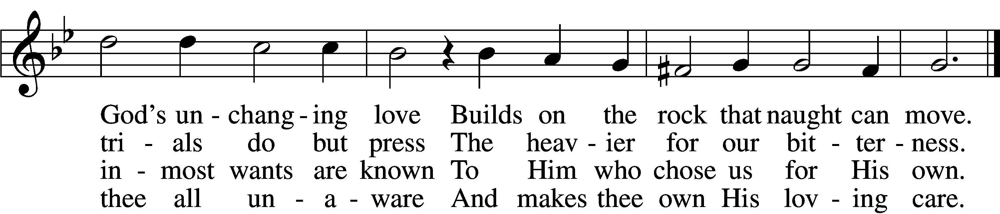 God’s un - chang - ing love Builds on the rock that naught can move.
tri - als do but press The heav - ier for our bit - ter - ness.
in - most wants are known To Him who chose us for His own.
thee all un - a - ware And makes thee own His lov - ing care.